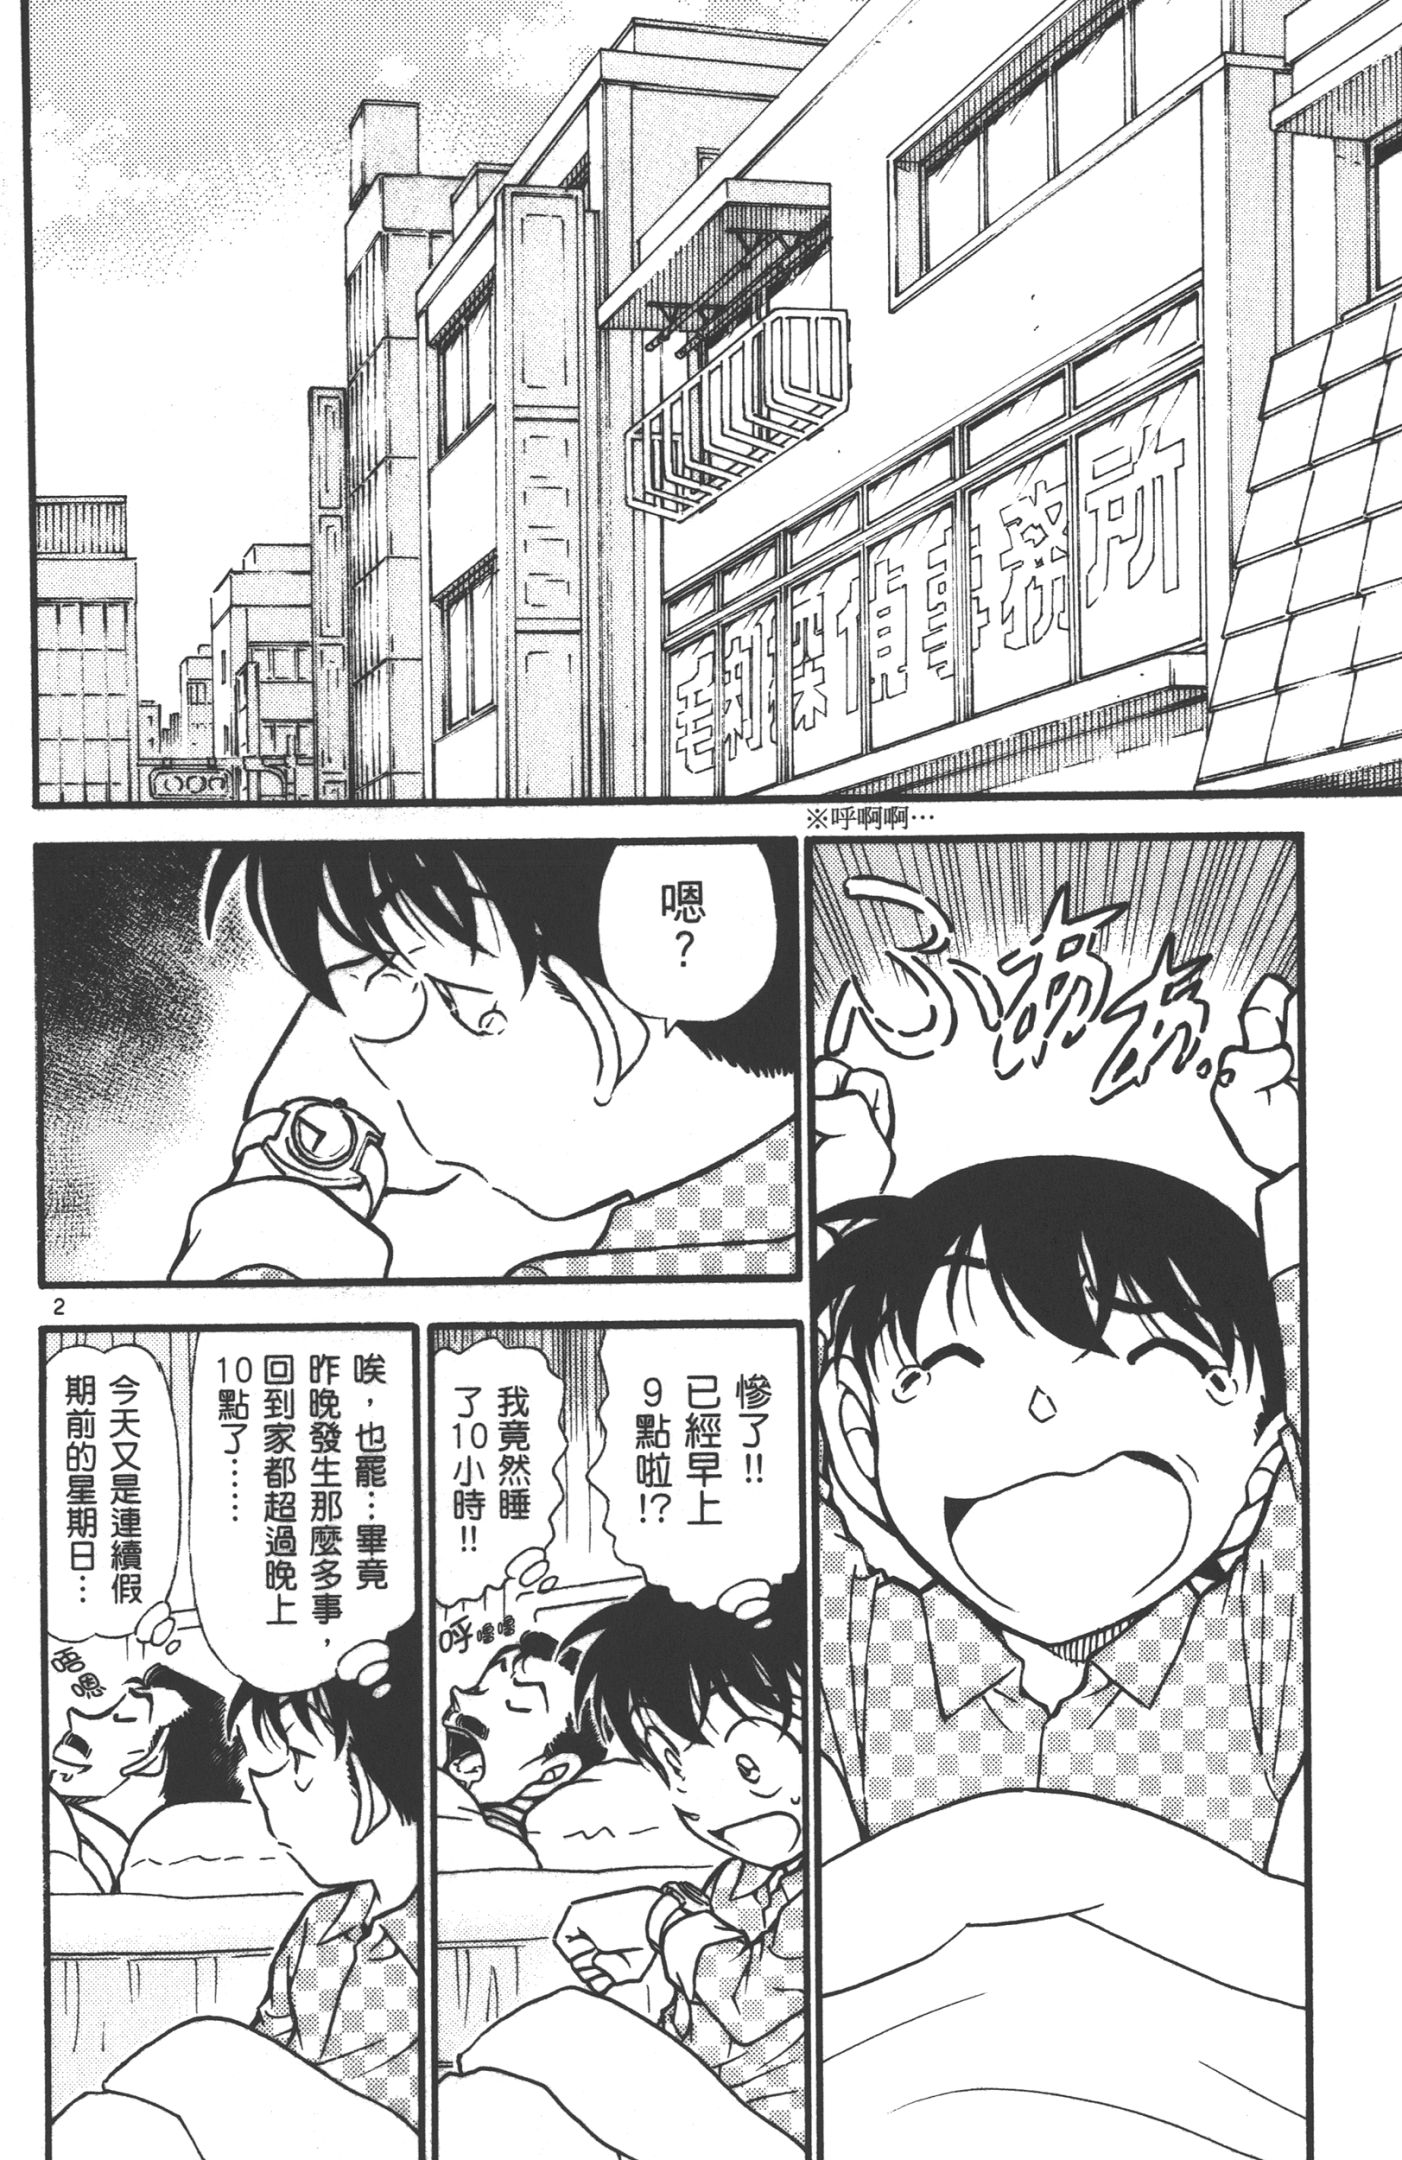 毛利探偵事務所
※呼啊啊…
ふああ…
嗯？
慘了!!
已經早上
9點啦!?
我竟然睡
了10小時!!
呼嚕嚕
唉，也罷…畢竟
昨晚發生那麼多事，
回到家都超過晚上
10點了……
今天又是連續假
期前的星期日…
唔嗯
2